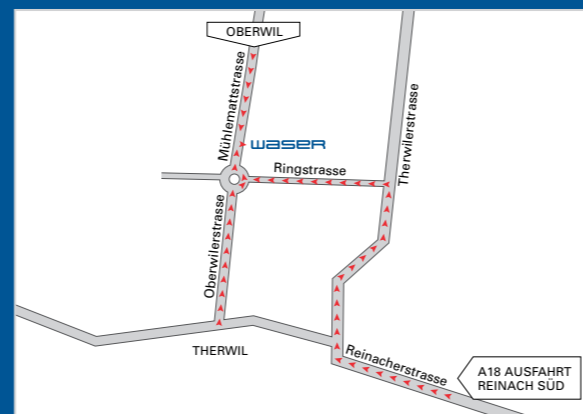 OBERWIL
Mühlemattstrasse
waser
Ringstrasse
Therwilerstrasse
Oberwilerstrasse
THERWIL
Reinacherstrasse
A18 AUSFAHRT
REINACH SÜD